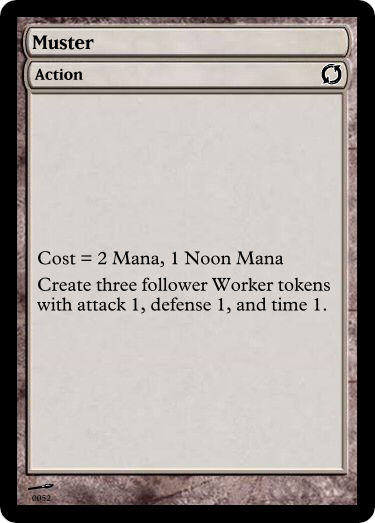 Muster
Action
Cost = 2 Mana, 1 Noon Mana
Create three follower Worker tokens
with attack 1, defense 1, and time 1.
0052